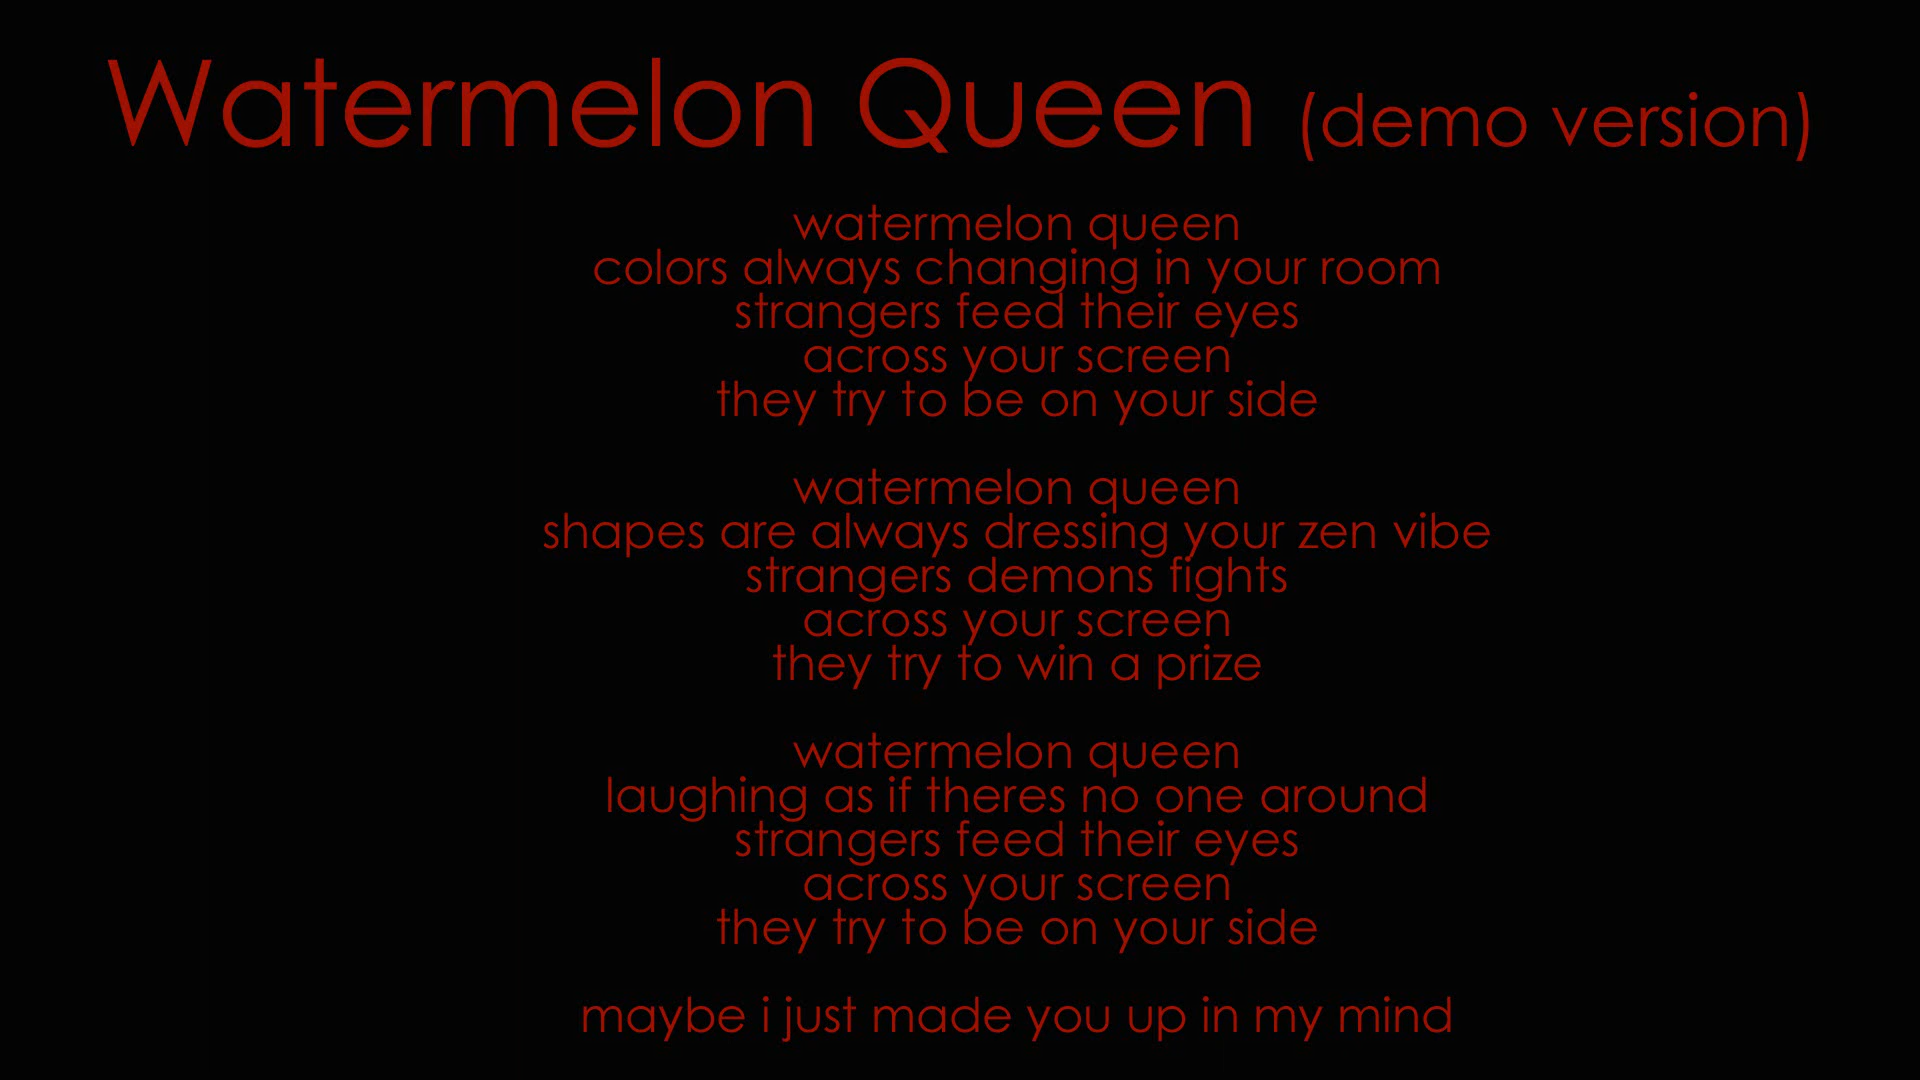 Watermelon Queen (demo version)
watermelon queen
colors always changing in your room
strangers feed their eyes
across your screen
they try to be on your side
watermelon queen
shapes are always dressing your zen vibe
strangers demons fights
across your screen
they try to win a prize
watermelon queen
laughing as if theres no one around
strangers feed their eyes
across your screen
they try to be on your side
maybe i just made you up in my mind